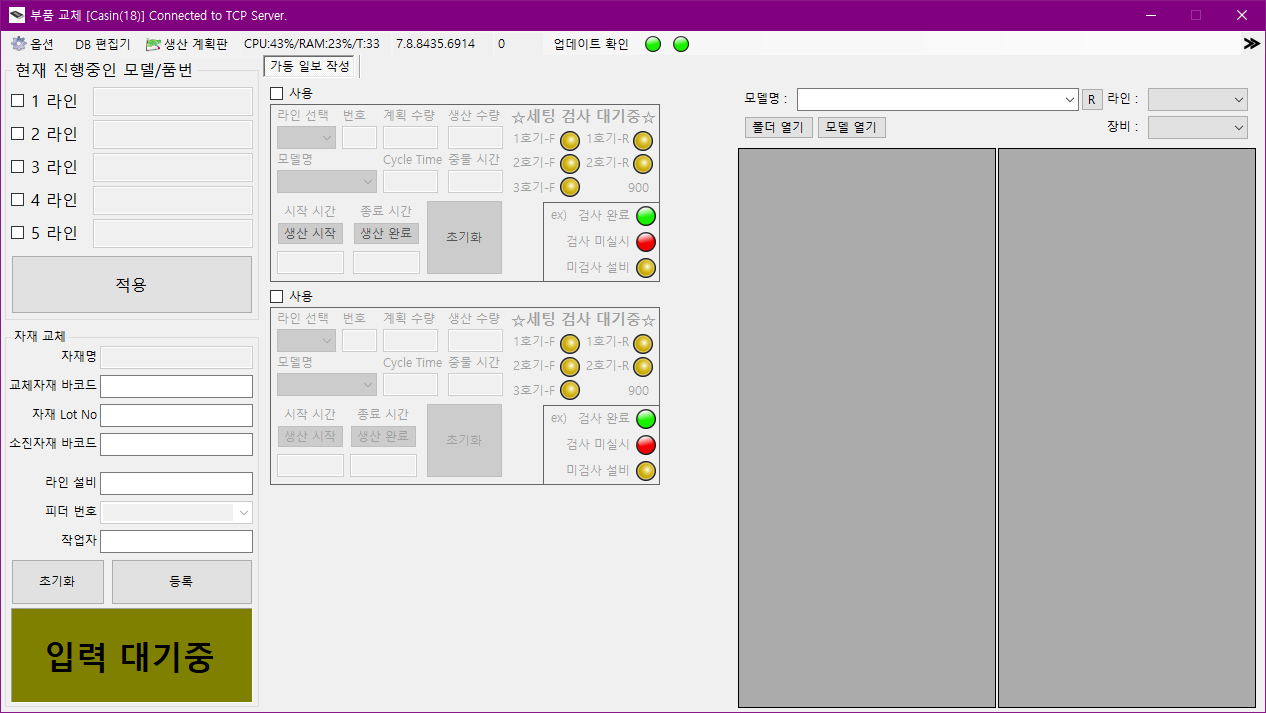 부품 교체 [Casin(18)] Connected to TCP Server.
옵션 DB 편집기 생산 계획판 CPU:43%/RAM:23%/T:33 7.8.8435.6914 0 업데이트 확인
현재 진행중인 모델/품번
1 라인
2 라인
3 라인
4 라인
5 라인
적용
자재 교체
자재명
교체자재 바코드
자재 Lot No
소진자재 바코드
라인 설비
피더 번호
작업자
초기화 등록
입력 대기중
가동 일보 작성
사용
라인 선택 번호 계획 수량 생산 수량 ☆세팅 검사 대기중☆
1호기-F 1호기-R
모델명 Cycle Time 중물 시간 2호기-F 2호기-R
3호기-F 900
시작 시간 종료 시간 ex) 검사 완료
생산 시작 생산 완료 초기화 검사 미실시
미검사 설비
사용
라인 선택 번호 계획 수량 생산 수량 ☆세팅 검사 대기중☆
1호기-F 1호기-R
모델명 Cycle Time 중물 시간 2호기-F 2호기-R
3호기-F 900
시작 시간 종료 시간 ex) 검사 완료
생산 시작 생산 완료 초기화 검사 미실시
미검사 설비
모델명 : R 라인 :
폴더 열기 모델 열기 장비 :